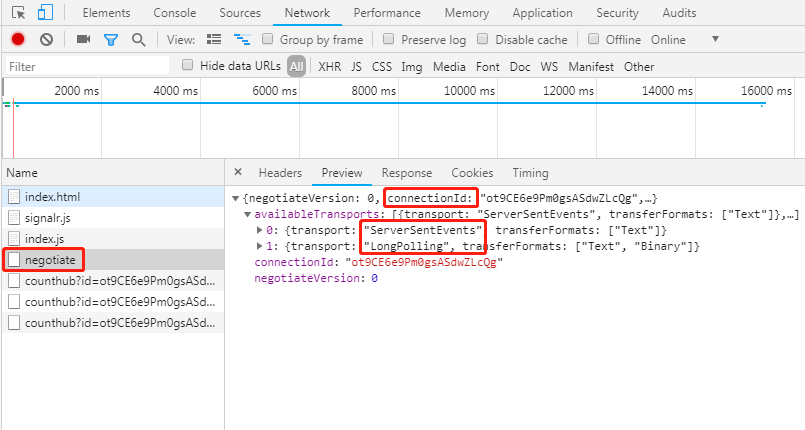 Elements Console Sources Network Performance Memory Application Security Audits
View: Group by frame Preserve log Disable cache Offline Online
Filter Hide data URLs All XHR JS CSS Img Media Font Doc WS Manifest Other
2000 ms 4000 ms 6000 ms 8000 ms 10000 ms 12000 ms 14000 ms 16000 ms
Name
index.html
signalr.js
index.js
negotiate
counthub?id=ot9CE6e9Pm0gsASd...
counthub?id=ot9CE6e9Pm0gsASd...
counthub?id=ot9CE6e9Pm0gsASd...
× Headers Preview Response Cookies Timing
{negotiateVersion: 0, connectionId: "ot9CE6e9Pm0gsASdwZLcQg",…}
availableTransports: [{transport: "ServerSentEvents", transferFormats: ["Text"]},…]
0: {transport: "ServerSentEvents", transferFormats: ["Text"]}
1: {transport: "LongPolling", transferFormats: ["Text", "Binary"]}
connectionId: "ot9CE6e9Pm0gsASdwZLcQg"
negotiateVersion: 0